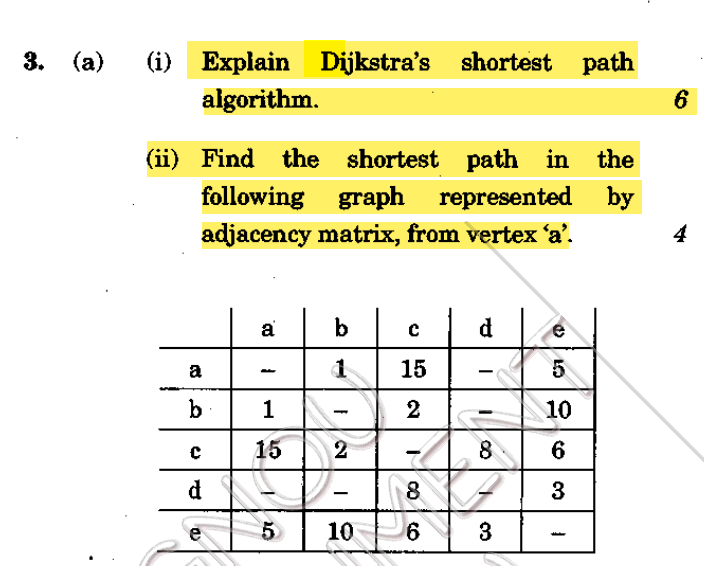 3. (a) (i) Explain Dijkstra's shortest path
algorithm. 6
(ii) Find the shortest path in the
following graph represented by
adjacency matrix, from vertex 'a'. 4
a b c d e
a – 1 15 – 5
b 1 – 2 – 10
c 15 2 – 8 6
d – – 8 – 3
e 5 10 6 3 –